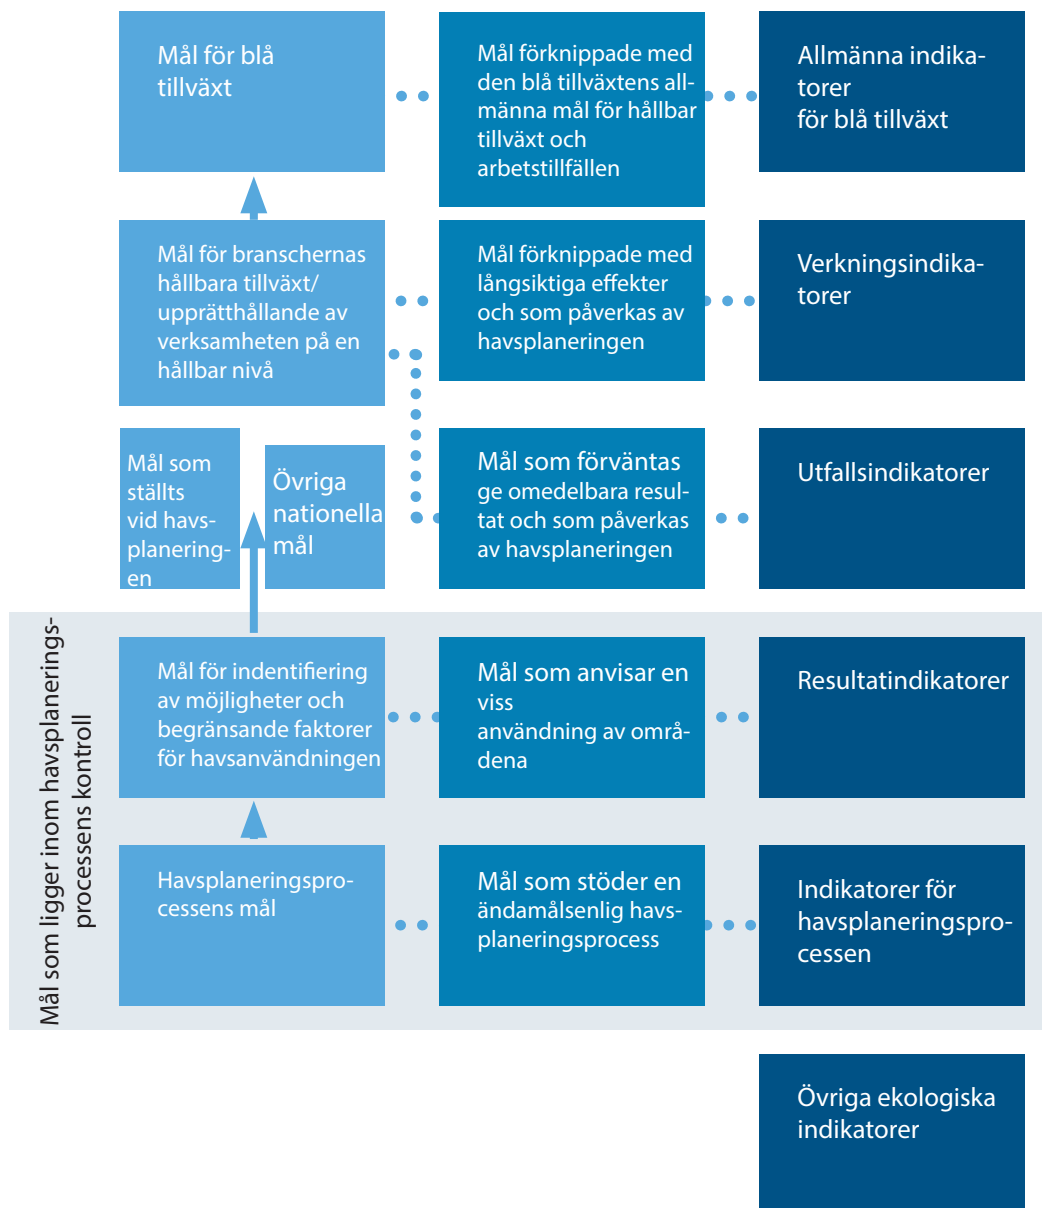 Mål för blå
tillväxt
Mål förknippade med
den blå tillväxtens all-
männa mål för hållbar
tillväxt och
arbetstillfällen
Allmänna indika-
torer
för blå tillväxt
Mål för branschernas
hållbara tillväxt/
upprätthållande av
verksamheten på en
hållbar nivå
Mål förknippade med
långsiktiga effekter
och som påverkas av
havsplaneringen
Verkningsindika-
torer
Mål som
ställts
vid havs-
planering-
en
Övriga
nationella
mål
Mål som förväntas
ge omedelbara resul-
tat och som påverkas
av havsplaneringen
Utfallsindikatorer
Mål som ligger inom havsplanerings-
processens kontroll
Mål för indentifiering
av möjligheter och
begränsande faktorer
för havsanvändningen
Mål som anvisar en
viss
användning av områ-
dena
Resultatindikatorer
Havsplaneringspro-
cessens mål
Mål som stöder en
ändamålsenlig havs-
planeringsprocess
Indikatorer för
havsplaneringspro-
cessen
Övriga ekologiska
indikatorer